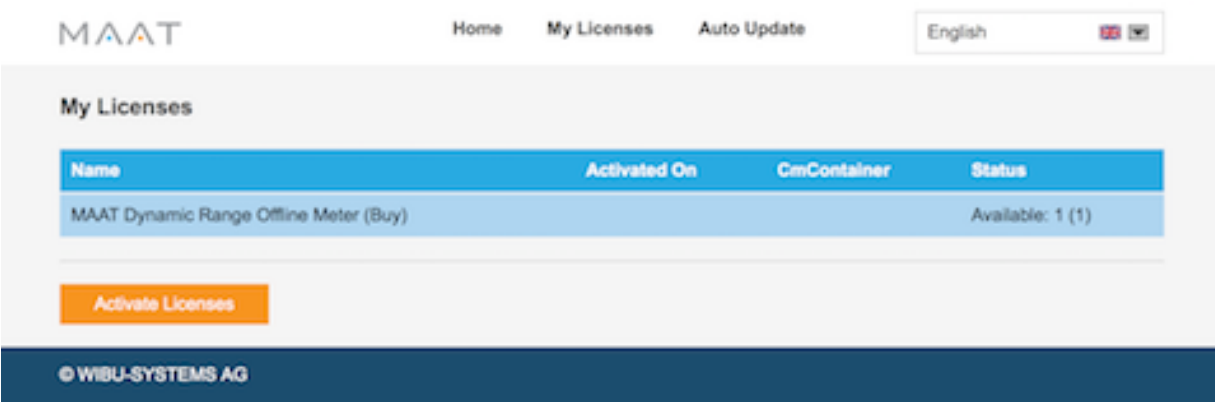 MAAT Home My Licenses Auto Update English
My Licenses
Name Activated On CmContainer Status
MAAT Dynamic Range Offline Meter (Buy) Available: 1 (1)
Activate Licenses
© WIBU-SYSTEMS AG